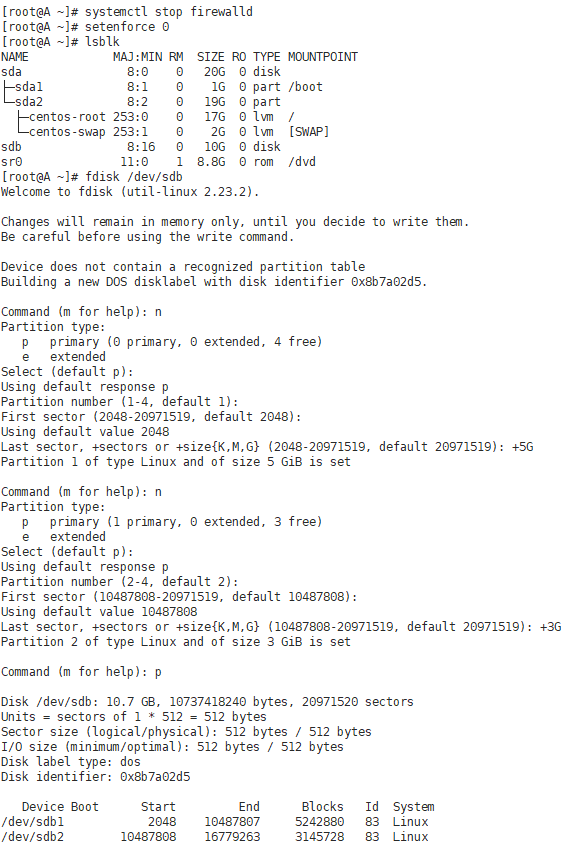 [root@A ~]# systemctl stop firewalld
[root@A ~]# setenforce 0
[root@A ~]# lsblk
NAME            MAJ:MIN RM  SIZE RO TYPE MOUNTPOINT
sda               8:0    0   20G  0 disk
├─sda1            8:1    0    1G  0 part /boot
└─sda2            8:2    0   19G  0 part
  ├─centos-root 253:0    0   17G  0 lvm  /
  └─centos-swap 253:1    0    2G  0 lvm  [SWAP]
sdb               8:16   0   10G  0 disk
sr0              11:0    1  8.8G  0 rom  /dvd
[root@A ~]# fdisk /dev/sdb
Welcome to fdisk (util-linux 2.23.2).

Changes will remain in memory only, until you decide to write them.
Be careful before using the write command.

Device does not contain a recognized partition table
Building a new DOS disklabel with disk identifier 0x8b7a02d5.

Command (m for help): n
Partition type:
   p   primary (0 primary, 0 extended, 4 free)
   e   extended
Select (default p):
Using default response p
Partition number (1-4, default 1):
First sector (2048-20971519, default 2048):
Using default value 2048
Last sector, +sectors or +size{K,M,G} (2048-20971519, default 20971519): +5G
Partition 1 of type Linux and of size 5 GiB is set

Command (m for help): n
Partition type:
   p   primary (1 primary, 0 extended, 3 free)
   e   extended
Select (default p):
Using default response p
Partition number (2-4, default 2):
First sector (10487808-20971519, default 10487808):
Using default value 10487808
Last sector, +sectors or +size{K,M,G} (10487808-20971519, default 20971519): +3G
Partition 2 of type Linux and of size 3 GiB is set

Command (m for help): p

Disk /dev/sdb: 10.7 GB, 10737418240 bytes, 20971520 sectors
Units = sectors of 1 * 512 = 512 bytes
Sector size (logical/physical): 512 bytes / 512 bytes
I/O size (minimum/optimal): 512 bytes / 512 bytes
Disk label type: dos
Disk identifier: 0x8b7a02d5

   Device Boot      Start         End      Blocks   Id  System
/dev/sdb1            2048    10487807     5242880   83  Linux
/dev/sdb2        10487808    16779263     3145728   83  Linux